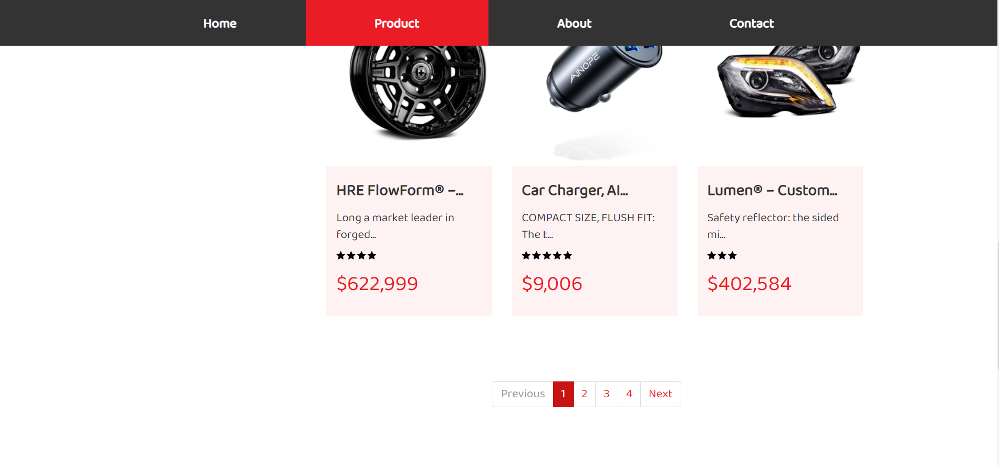 Home
Product
About
Contact
AINOPE
HRE FlowForm® –...
Long a market leader in
forged...
$622,999
Car Charger, AI...
COMPACT SIZE, FLUSH FIT:
The t...
$9,006
Lumen® – Custom...
Safety reflector: the sided
mi...
$402,584
Previous 1 2 3 4 Next